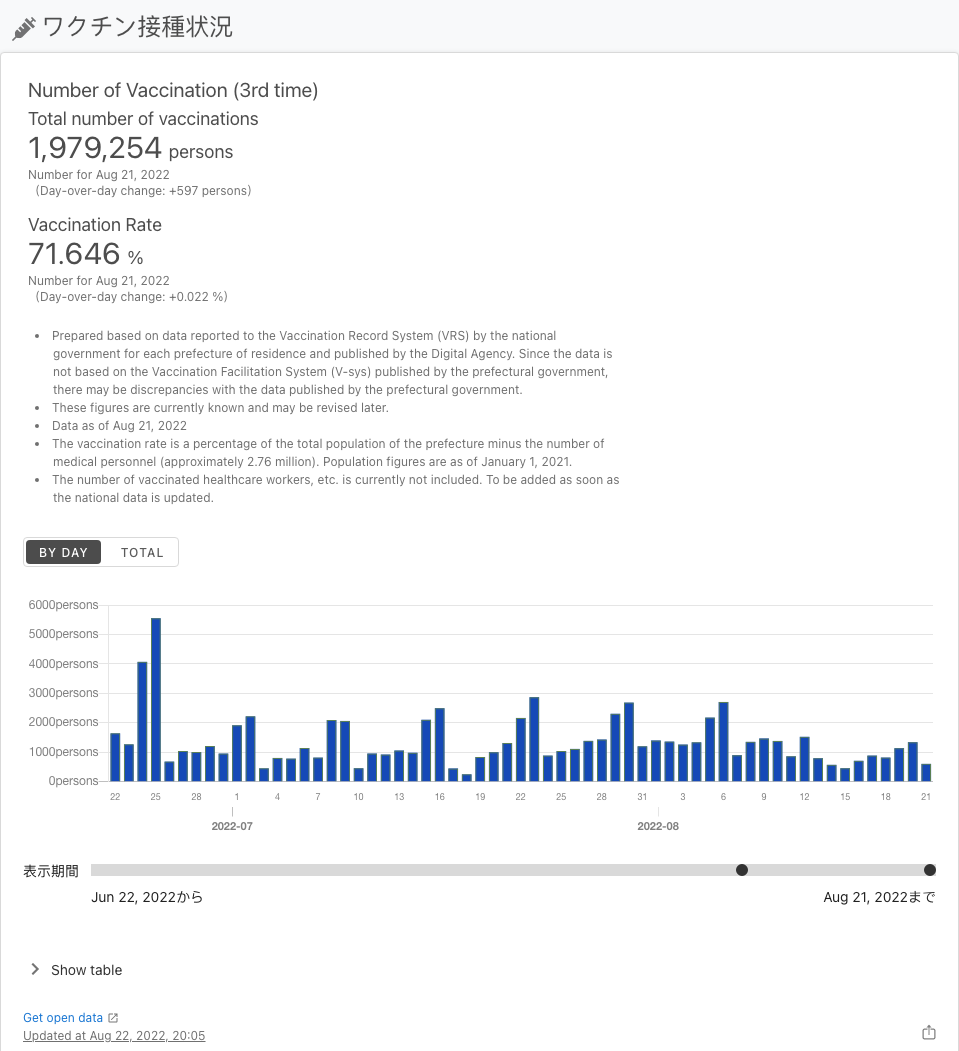 ワクチン接種状況
Number of Vaccination (3rd time)
Total number of vaccinations
1,979,254 persons
Number for Aug 21, 2022
(Day-over-day change: +597 persons)
Vaccination Rate
71.646 %
Number for Aug 21, 2022
(Day-over-day change: +0.022 %)
• Prepared based on data reported to the Vaccination Record System (VRS) by the national
government for each prefecture of residence and published by the Digital Agency. Since the data is
not based on the Vaccination Facilitation System (V-sys) published by the prefectural government,
there may be discrepancies with the data published by the prefectural government.
• These figures are currently known and may be revised later.
• Data as of Aug 21, 2022
• The vaccination rate is a percentage of the total population of the prefecture minus the number of
medical personnel (approximately 2.76 million). Population figures are as of January 1, 2021.
• The number of vaccinated healthcare workers, etc. is currently not included. To be added as soon as
the national data is updated.
BY DAY TOTAL
6000persons
5000persons
4000persons
3000persons
2000persons
1000persons
0persons
22 25 28 1 4 7 10 13 16 19 22 25 28 31 3 6 9 12 15 18 21
2022-07 2022-08
表示期間
Jun 22, 2022から Aug 21, 2022まで
Show table
Get open data
Updated at Aug 22, 2022, 20:05